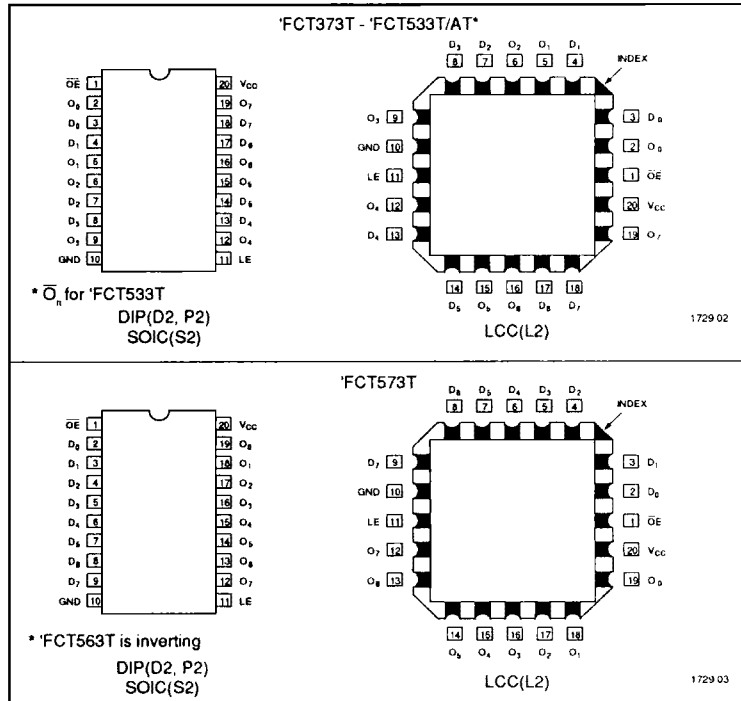 'FCT373T - 'FCT533T/AT*
D₃ D₂ O₂ O₁ D₁
8 7 6 5 4
INDEX
OE̅ 1 20 VCC
O₀ 2 19 O₇
D₀ 3 18 D₇
D₁ 4 17 D₆
O₁ 5 16 O₆
O₂ 6 15 O₅
D₂ 7 14 D₅
D₃ 8 13 D₄
O₃ 9 12 O₄
GND 10 11 LE
O₃ 9 3 D₀
GND 10 2 O₀
LE 11 1 OE̅
O₄ 12 20 VCC
D₄ 13 19 O₇
14 15 16 17 18
D₅ O₅ O₆ D₆ D₇
* O̅ₙ for 'FCT533T
DIP(D2, P2)
SOIC(S2)
LCC(L2)
1729 02
'FCT573T
D₆ D₅ D₄ D₃ D₂
8 7 6 5 4
INDEX
OE̅ 1 20 VCC
D₀ 2 19 O₀
D₁ 3 18 O₁
D₂ 4 17 O₂
D₃ 5 16 O₃
D₄ 6 15 O₄
D₅ 7 14 O₅
D₆ 8 13 O₆
D₇ 9 12 O₇
GND 10 11 LE
D₇ 9 3 D₁
GND 10 2 D₀
LE 11 1 OE̅
O₇ 12 20 VCC
O₆ 13 19 O₀
14 15 16 17 18
O₅ O₄ O₃ O₂ O₁
* 'FCT563T is inverting
DIP(D2, P2)
SOIC(S2)
LCC(L2)
1729 03